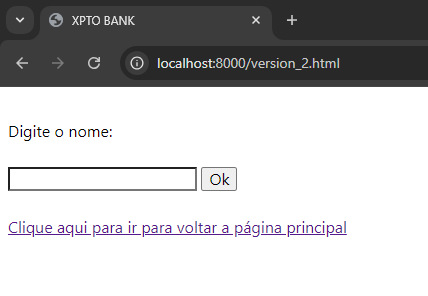 XPTO BANK
localhost:8000/version_2.html
Digite o nome:
Ok
Clique aqui para ir para voltar a página principal